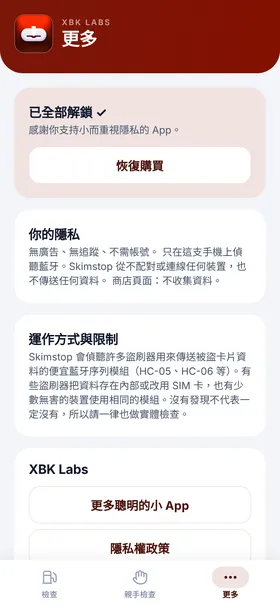 XBK LABS
更多
已全部解鎖 ✓
感謝你支持小而重視隱私的 App。
恢復購買
你的隱私
無廣告、無追蹤、不需帳號。 只在這支手機上偵
聽藍牙。Skimstop 從不配對或連線任何裝置，也
不傳送任何資料。 商店頁面：不收集資料。
運作方式與限制
Skimstop 會偵聽許多盜刷器用來傳送被盜卡片資
料的便宜藍牙序列模組（HC-05、HC-06 等）。有
些盜刷器把資料存在內部或改用 SIM 卡，也有少
數無害的裝置使用相同的模組。沒有發現不代表一
定沒有，所以請一律也做實體檢查。
XBK Labs
更多聰明的小 App
隱私權政策
檢查
親手檢查
更多